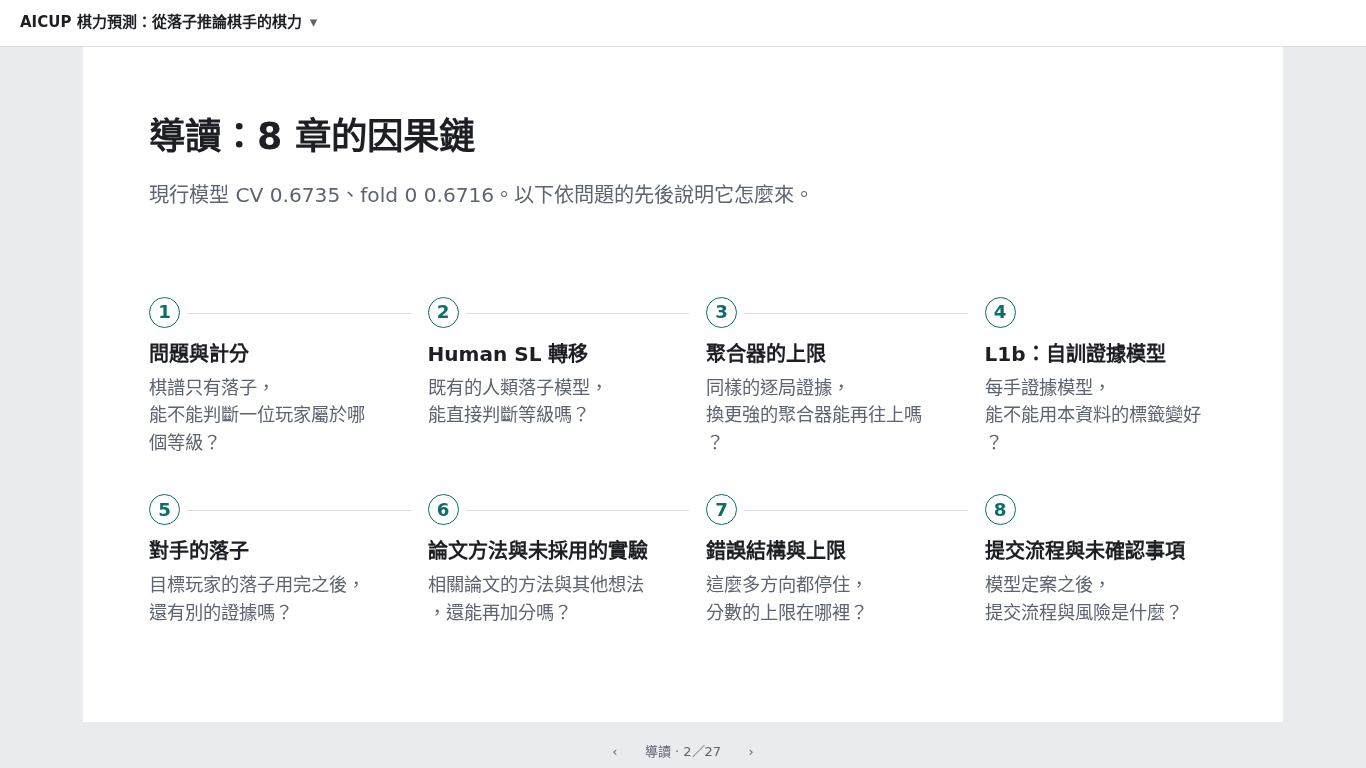 AICUP 棋力預測：從落子推論棋手的棋力 ▼
導讀：8 章的因果鏈
現行模型 CV 0.6735、fold 0 0.6716。以下依問題的先後說明它怎麼來。
1
問題與計分
棋譜只有落子，
能不能判斷一位玩家屬於哪
個等級？
2
Human SL 轉移
既有的人類落子模型，
能直接判斷等級嗎？
3
聚合器的上限
同樣的逐局證據，
換更強的聚合器能再往上嗎
？
4
L1b：自訓證據模型
每手證據模型，
能不能用本資料的標籤變好
？
5
對手的落子
目標玩家的落子用完之後，
還有別的證據嗎？
6
論文方法與未採用的實驗
相關論文的方法與其他想法
，還能再加分嗎？
7
錯誤結構與上限
這麼多方向都停住，
分數的上限在哪裡？
8
提交流程與未確認事項
模型定案之後，
提交流程與風險是什麼？
‹ 導讀 · 2／27 ›